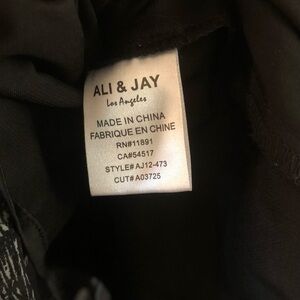 ALI & JAY
Los Angeles
MADE IN CHINA
FABRIQUE EN CHINE
RN#11891
CA#54517
STYLE# AJ12-473
CUT# A03725